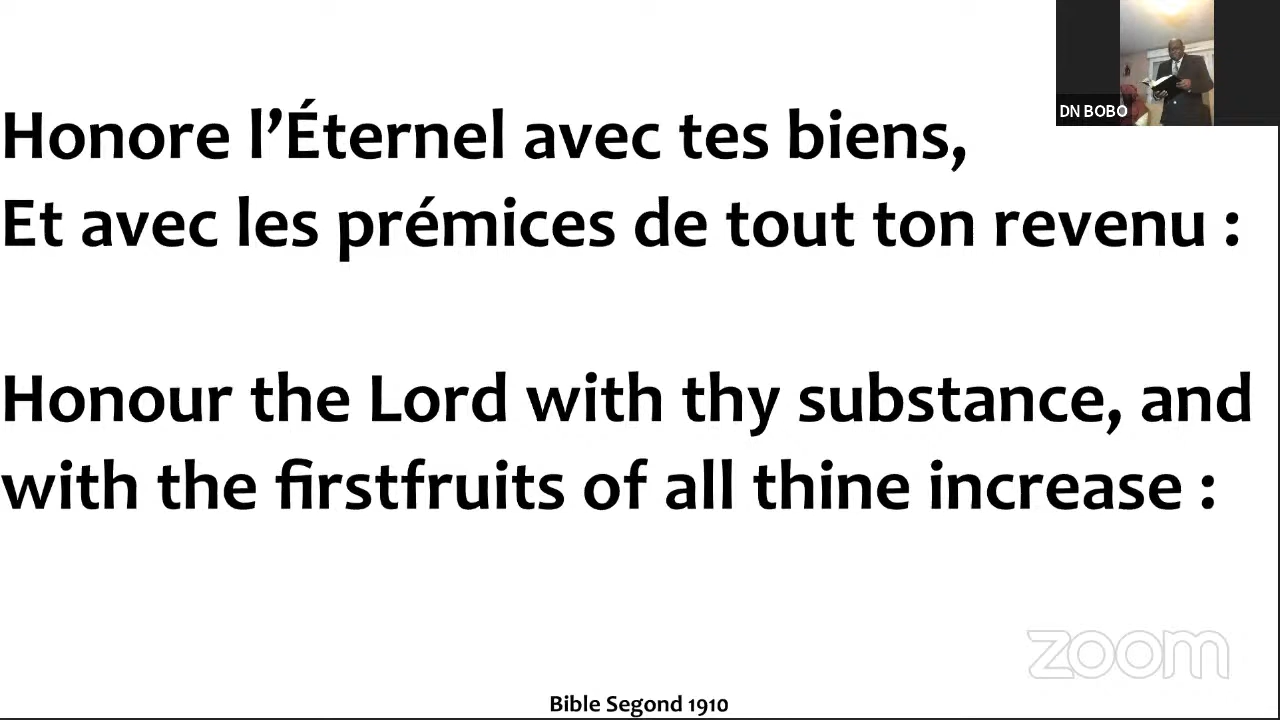 DN BOBO
Honore l’Éternel avec tes biens,
Et avec les prémices de tout ton revenu :
Honour the Lord with thy substance, and
with the firstfruits of all thine increase :
zoom
Bible Segond 1910